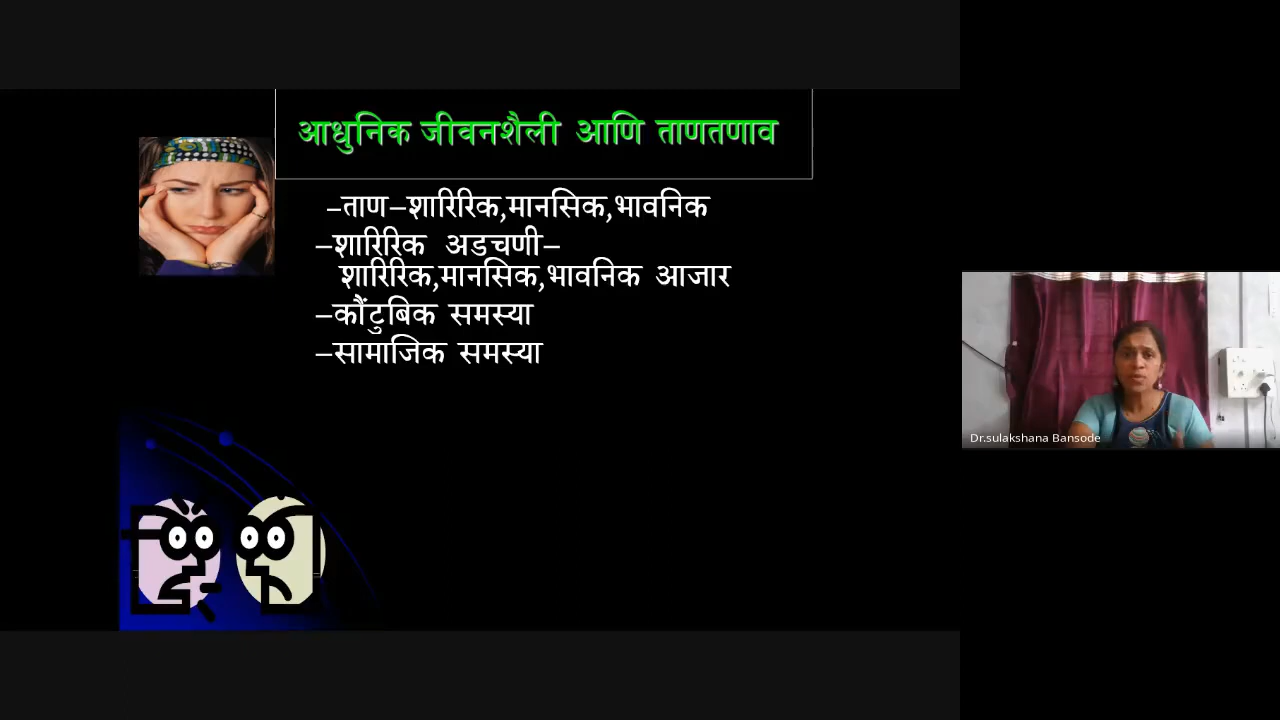 आधुनिक जीवनशैली आणि ताणतणाव
–ताण–शारिरिक,मानसिक,भावनिक
–शारिरिक अडचणी–
शारिरिक,मानसिक,भावनिक आजार
–कौंटुबिक समस्या
–सामाजिक समस्या
Dr.sulakshana Bansode